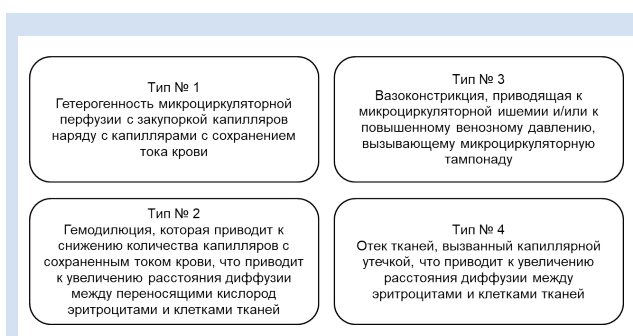 Тип № 1
Гетерогенность микроциркуляторной
перфузии с закупоркой капилляров
наряду с капиллярами с сохранением
тока крови
Тип № 3
Вазоконстрикция, приводящая к
микроциркуляторной ишемии и/или к
повышенному венозному давлению,
вызывающему микроциркуляторную
тампонаду
Тип № 2
Гемодилюция, которая приводит к
снижению количества капилляров с
сохраненным током крови, что приводит
к увеличению расстояния диффузии
между переносящими кислород
эритроцитами и клетками тканей
Тип № 4
Отек тканей, вызванный капиллярной
утечкой, что приводит к увеличению
расстояния диффузии между
эритроцитами и клетками тканей